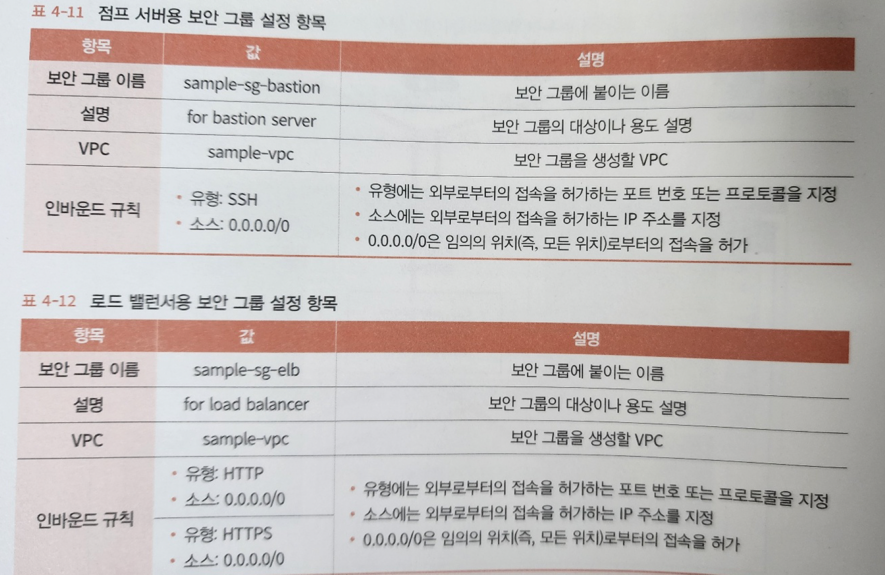 표 4-11 점프 서버용 보안 그룹 설정 항목
항목 값 설명
보안 그룹 이름 sample-sg-bastion 보안 그룹에 붙이는 이름
설명 for bastion server 보안 그룹의 대상이나 용도 설명
VPC sample-vpc 보안 그룹을 생성할 VPC
인바운드 규칙
• 유형: SSH
• 소스: 0.0.0.0/0
• 유형에는 외부로부터의 접속을 허가하는 포트 번호 또는 프로토콜을 지정
• 소스에는 외부로부터의 접속을 허가하는 IP 주소를 지정
• 0.0.0.0/0은 임의의 위치(즉, 모든 위치)로부터의 접속을 허가
표 4-12 로드 밸런서용 보안 그룹 설정 항목
항목 값 설명
보안 그룹 이름 sample-sg-elb 보안 그룹에 붙이는 이름
설명 for load balancer 보안 그룹의 대상이나 용도 설명
VPC sample-vpc 보안 그룹을 생성할 VPC
인바운드 규칙
• 유형: HTTP
• 소스: 0.0.0.0/0
• 유형: HTTPS
• 소스: 0.0.0.0/0
• 유형에는 외부로부터의 접속을 허가하는 포트 번호 또는 프로토콜을 지정
• 소스에는 외부로부터의 접속을 허가하는 IP 주소를 지정
• 0.0.0.0/0은 임의의 위치(즉, 모든 위치)로부터의 접속을 허가